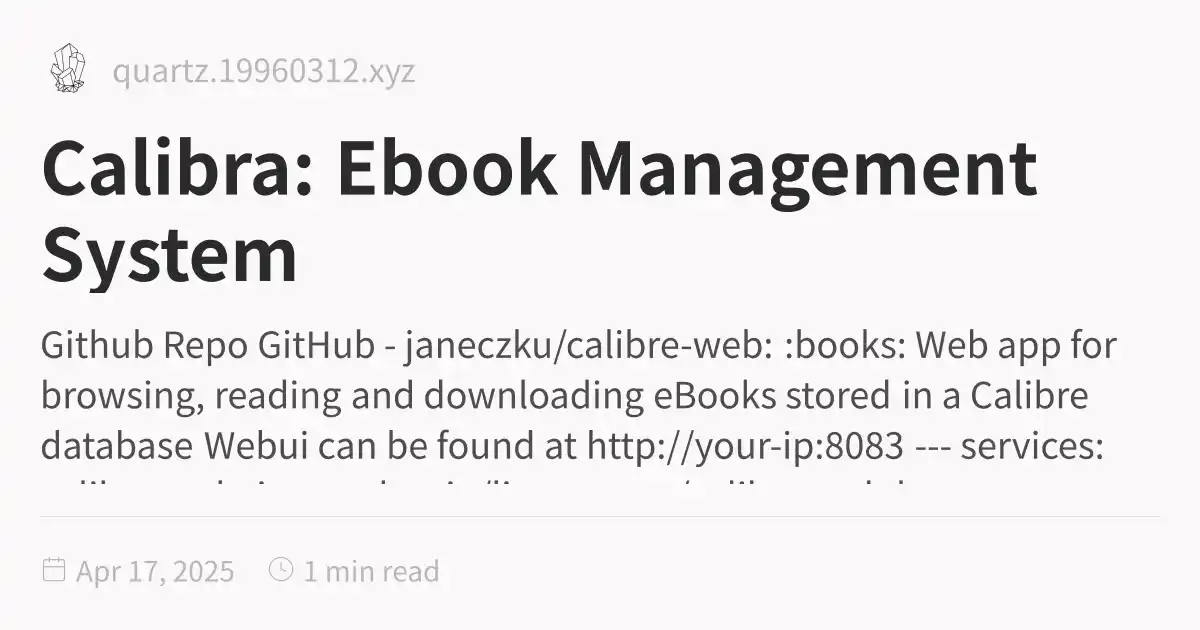 quartz.19960312.xyz
Calibra: Ebook Management
System
Github Repo GitHub - janeczku/calibre-web: :books: Web app for
browsing, reading and downloading eBooks stored in a Calibre
database Webui can be found at http://your-ip:8083 --- services:
Apr 17, 2025
1 min read